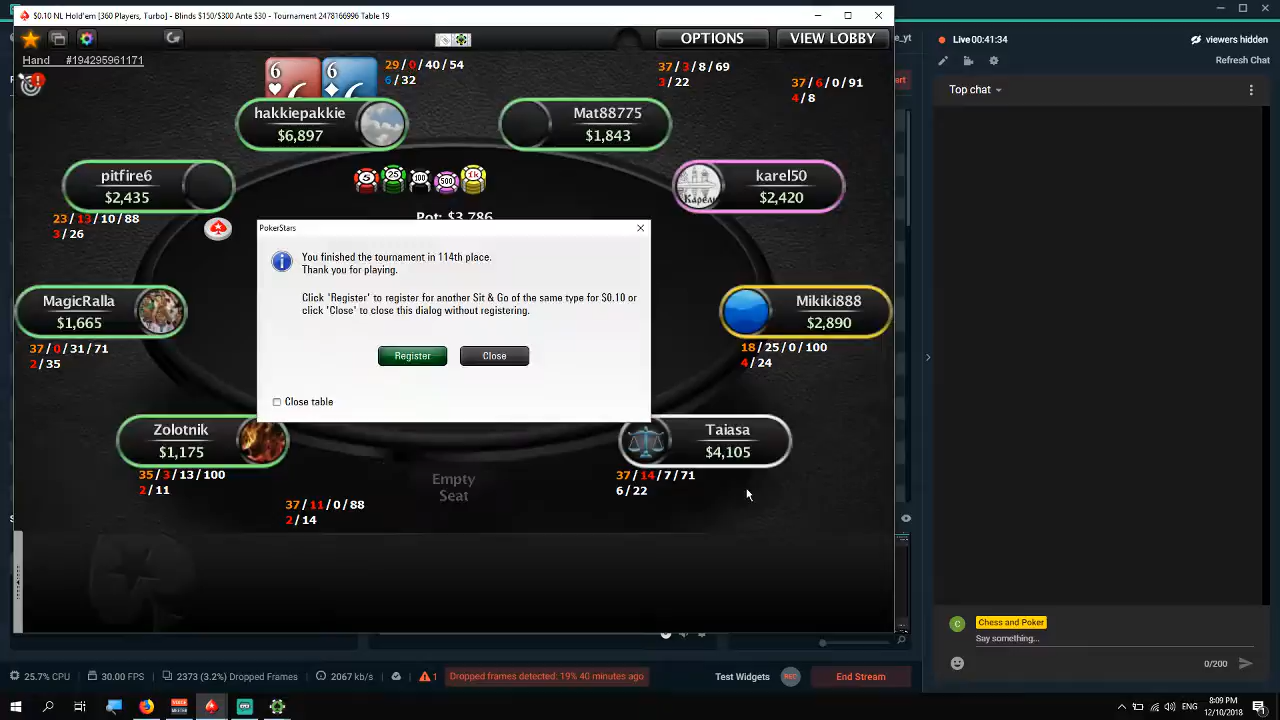 $0.10 NL Hold'em [360 Players, Turbo] - Blinds $150/$300 Ante $30 - Tournament 2478166996 Table 19
OPTIONS
VIEW LOBBY
Hand #194295961171
6 6
29/0/40/54
6/32
37/3/8/69
3/22
37/6/0/91
4/8
hakkiepakkie
$6,897
Mat88775
$1,843
pitfire6
$2,435
23/13/10/88
3/26
karel50
$2,420
5 25 100 500 1K
Pot: $3,786
PokerStars
You finished the tournament in 114th place.
Thank you for playing.
Click 'Register' to register for another Sit & Go of the same type for $0.10 or
click 'Close' to close this dialog without registering.
Register
Close
Close table
MagicRalla
$1,665
37/0/31/71
2/35
Mikiki888
$2,890
18/25/0/100
4/24
Zolotnik
$1,175
35/3/13/100
2/11
Taiasa
$4,105
37/14/7/71
6/22
Empty
Seat
37/11/0/88
2/14
_yt
Live 00:41:34
viewers hidden
Refresh Chat
Top chat
C
Chess and Poker
Say something...
0/200
25.7% CPU
30.00 FPS
2373 (3.2%) Dropped Frames
2067 kb/s
1
Dropped frames detected: 19% 40 minutes ago
Test Widgets
REC
End Stream
ENG
8:09 PM
12/10/2018